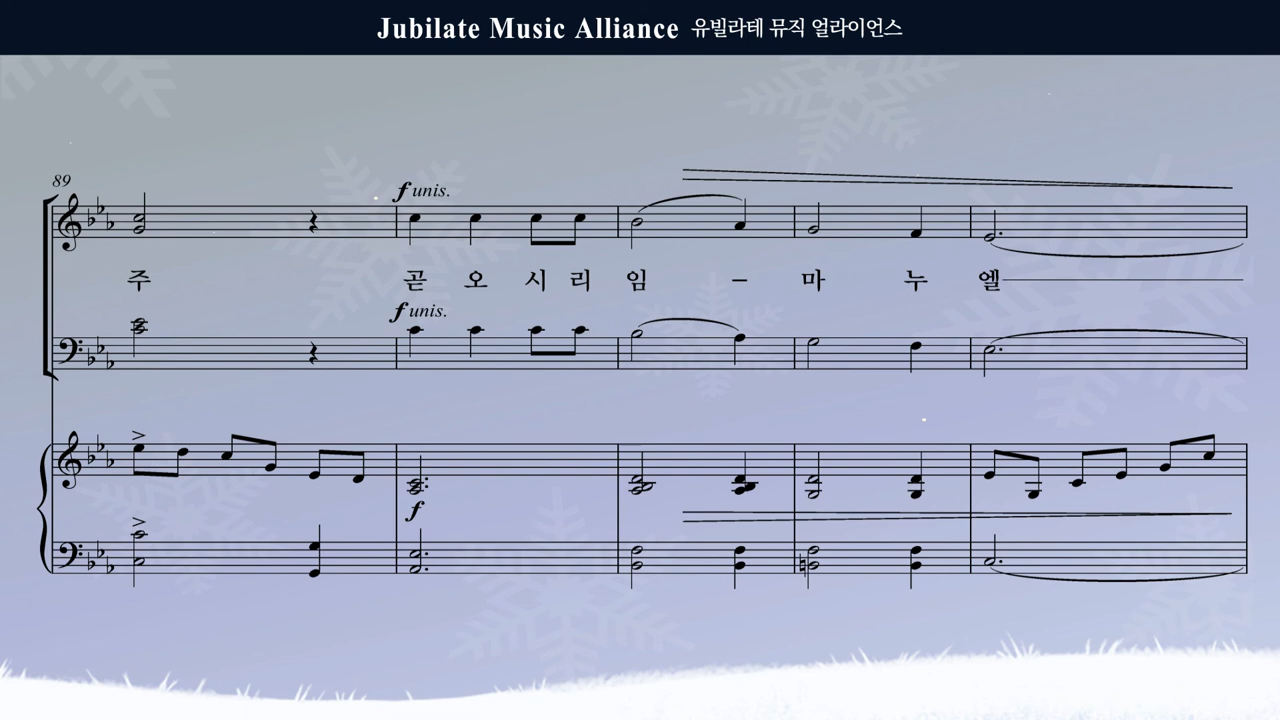 Jubilate Music Alliance 유빌라테 뮤직 얼라이언스
89
f unis.
주 곧 오 시 리 임 – 마 누 엘
f unis.
f